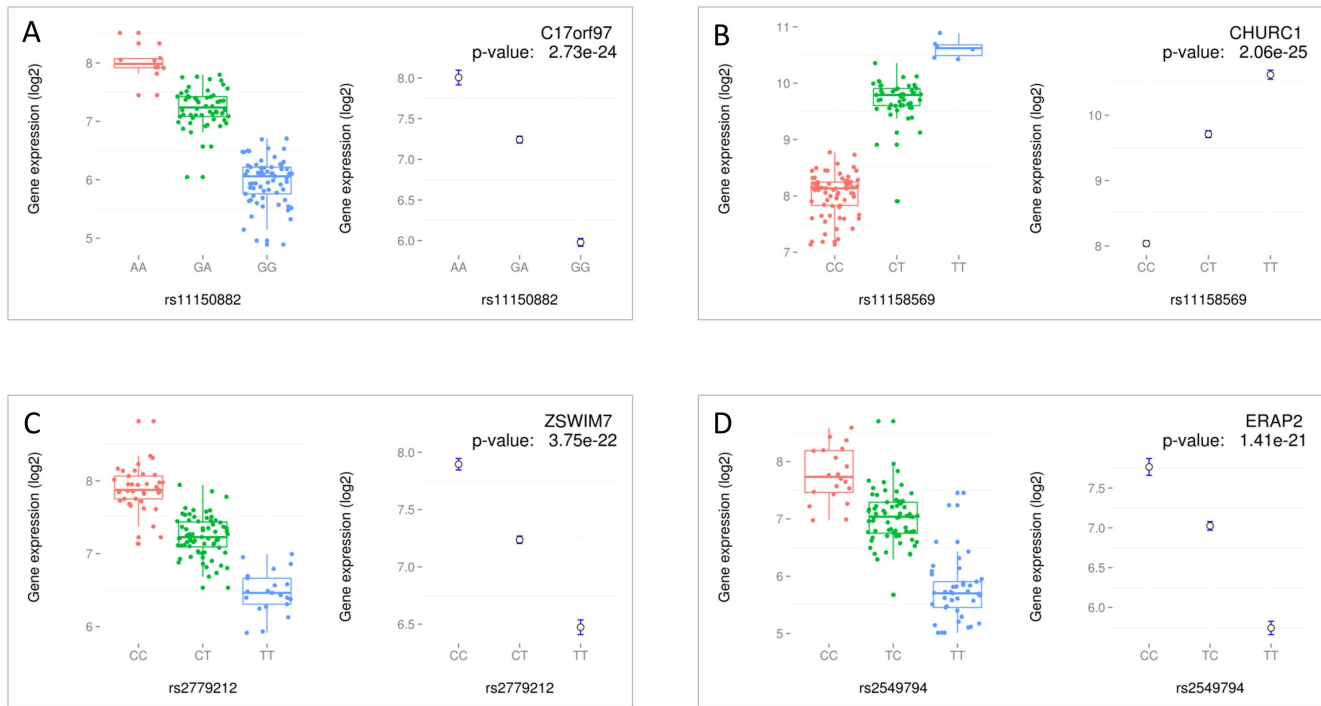 A
C17orf97
p-value: 2.73e-24
Gene expression (log2)
8
7
6
5
AA GA GG
rs11150882
Gene expression (log2)
8.0
7.2
6.6
6.0
AA GA GG
rs11150882
B
CHURC1
p-value: 2.06e-25
Gene expression (log2)
11
10
9
8
7
CC CT TT
rs11158569
Gene expression (log2)
10
9
8
CC CT TT
rs11158569
C
ZSWIM7
p-value: 3.75e-22
Gene expression (log2)
8
7
6
CC CT TT
rs2779212
Gene expression (log2)
8.0
7.5
7.0
6.5
CC CT TT
rs2779212
D
ERAP2
p-value: 1.41e-21
Gene expression (log2)
8
7
6
5
CC TC TT
rs2549794
Gene expression (log2)
7.5
7.0
6.5
6.0
CC TC TT
rs2549794